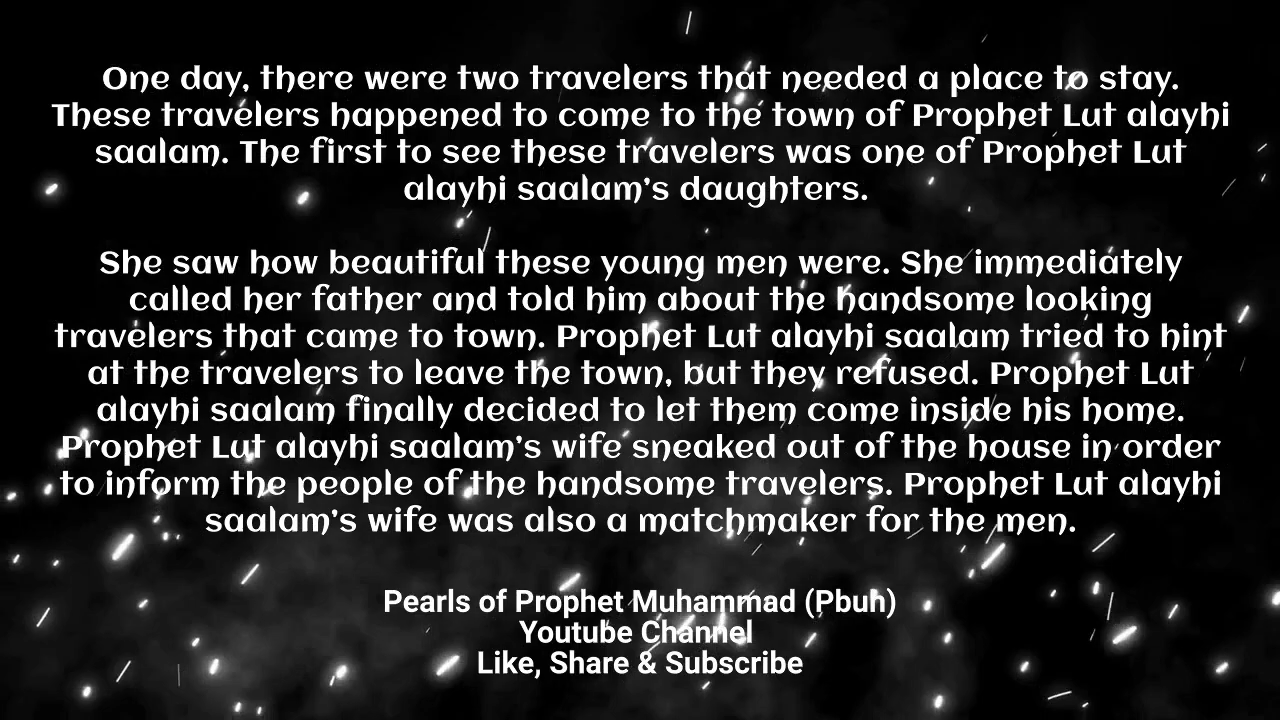 One day, there were two travelers that needed a place to stay.
These travelers happened to come to the town of Prophet Lut alayhi
saalam. The first to see these travelers was one of Prophet Lut
alayhi saalam's daughters.
She saw how beautiful these young men were. She immediately
called her father and told him about the handsome looking
travelers that came to town. Prophet Lut alayhi saalam tried to hint
at the travelers to leave the town, but they refused. Prophet Lut
alayhi saalam finally decided to let them come inside his home.
Prophet Lut alayhi saalam's wife sneaked out of the house in order
to inform the people of the handsome travelers. Prophet Lut alayhi
saalam's wife was also a matchmaker for the men.
Pearls of Prophet Muhammad (Pbuh)
Youtube Channel
Like, Share & Subscribe